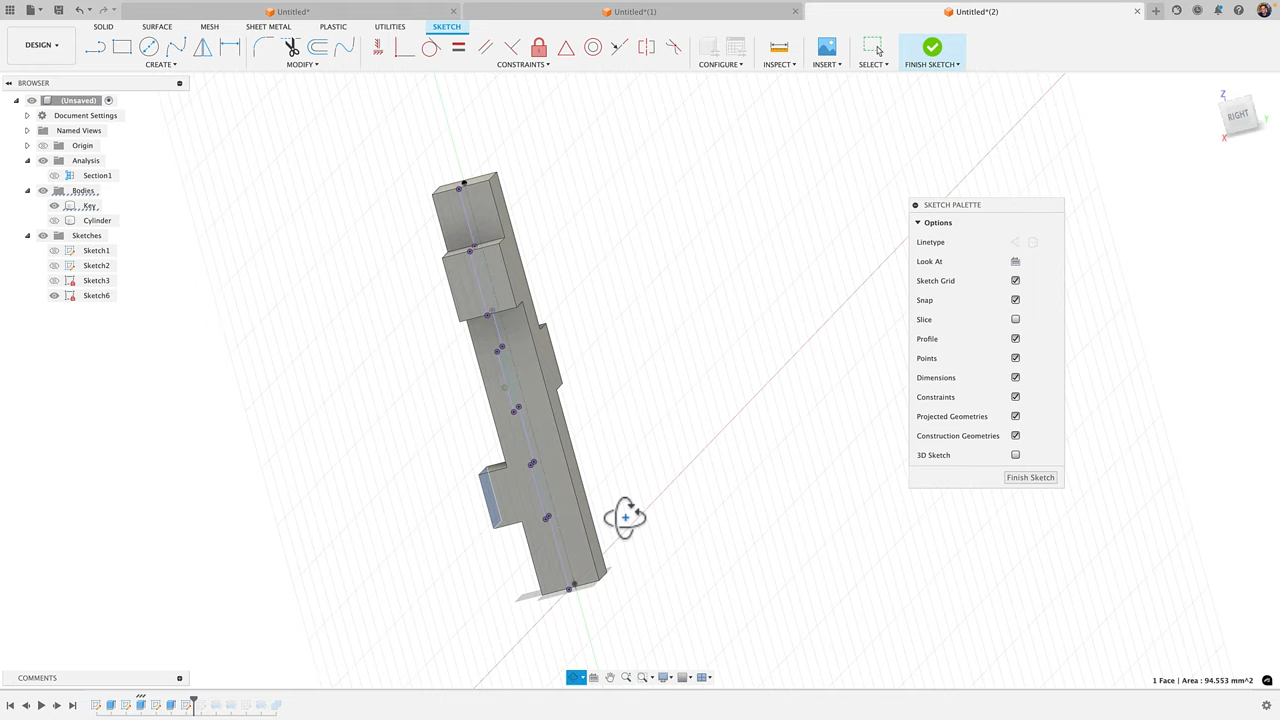 Untitled*
Untitled*(1)
Untitled*(2)
DESIGN
SOLID
SURFACE
MESH
SHEET METAL
PLASTIC
UTILITIES
SKETCH
CREATE
MODIFY
CONSTRAINTS
CONFIGURE
INSPECT
INSERT
SELECT
FINISH SKETCH
BROWSER
(Unsaved)
Document Settings
Named Views
Origin
Analysis
Section1
Bodies
Key
Cylinder
Sketches
Sketch1
Sketch2
Sketch3
Sketch6
Z
RIGHT
Y
X
SKETCH PALETTE
Options
Linetype
Look At
Sketch Grid
Snap
Slice
Profile
Points
Dimensions
Constraints
Projected Geometries
Construction Geometries
3D Sketch
Finish Sketch
COMMENTS
1 Face | Area : 94.553 mm^2